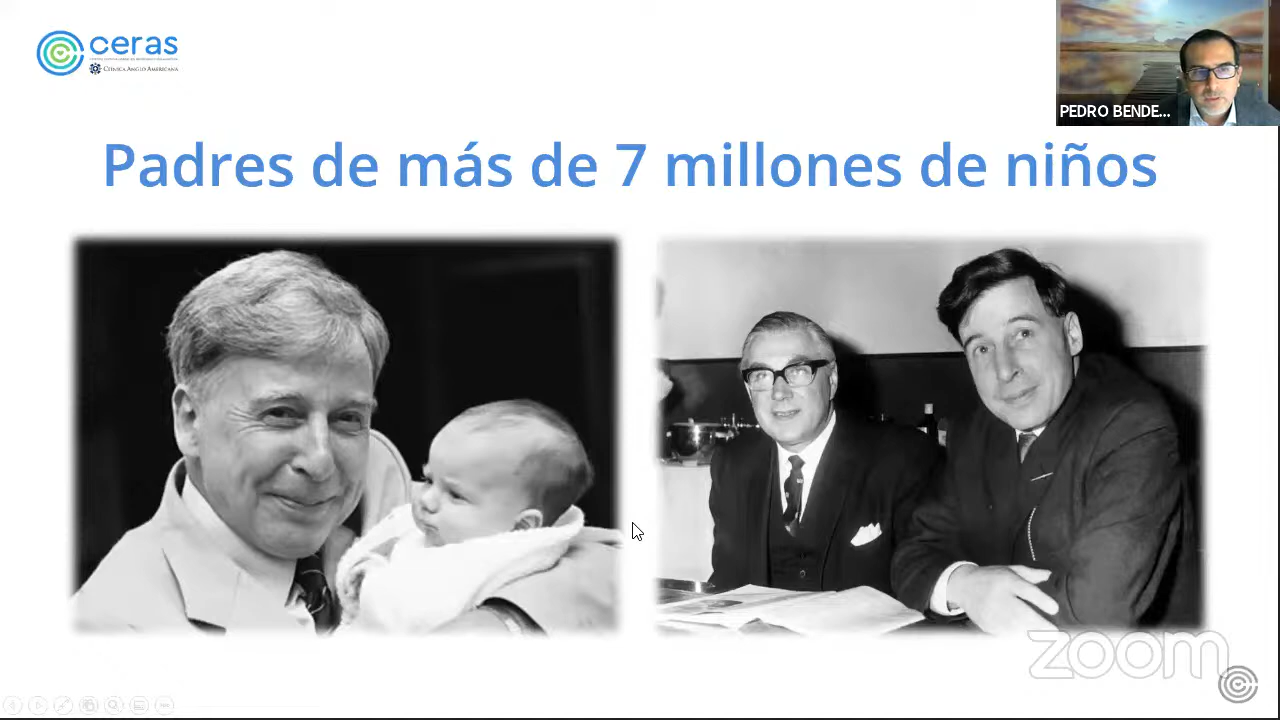 ceras
CLÍNICA ANGLO AMERICANA
PEDRO BENDE...
Padres de más de 7 millones de niños
zoom